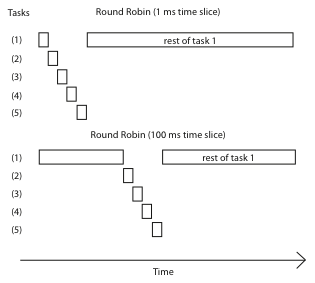 Tasks
Round Robin (1 ms time slice)
(1)
rest of task 1
(2)
(3)
(4)
(5)
Round Robin (100 ms time slice)
(1)
rest of task 1
(2)
(3)
(4)
(5)
Time